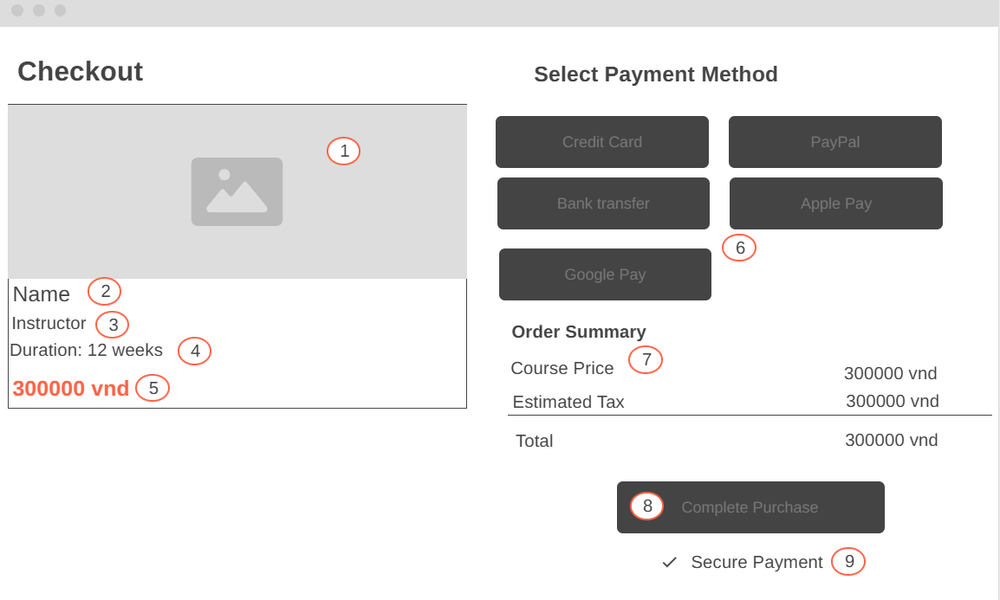 Checkout
1
Name 2
Instructor 3
Duration: 12 weeks 4
300000 vnd 5
Select Payment Method
Credit Card PayPal
Bank transfer Apple Pay
6
Google Pay
Order Summary
Course Price 7 300000 vnd
Estimated Tax 300000 vnd
Total 300000 vnd
8 Complete Purchase
Secure Payment 9